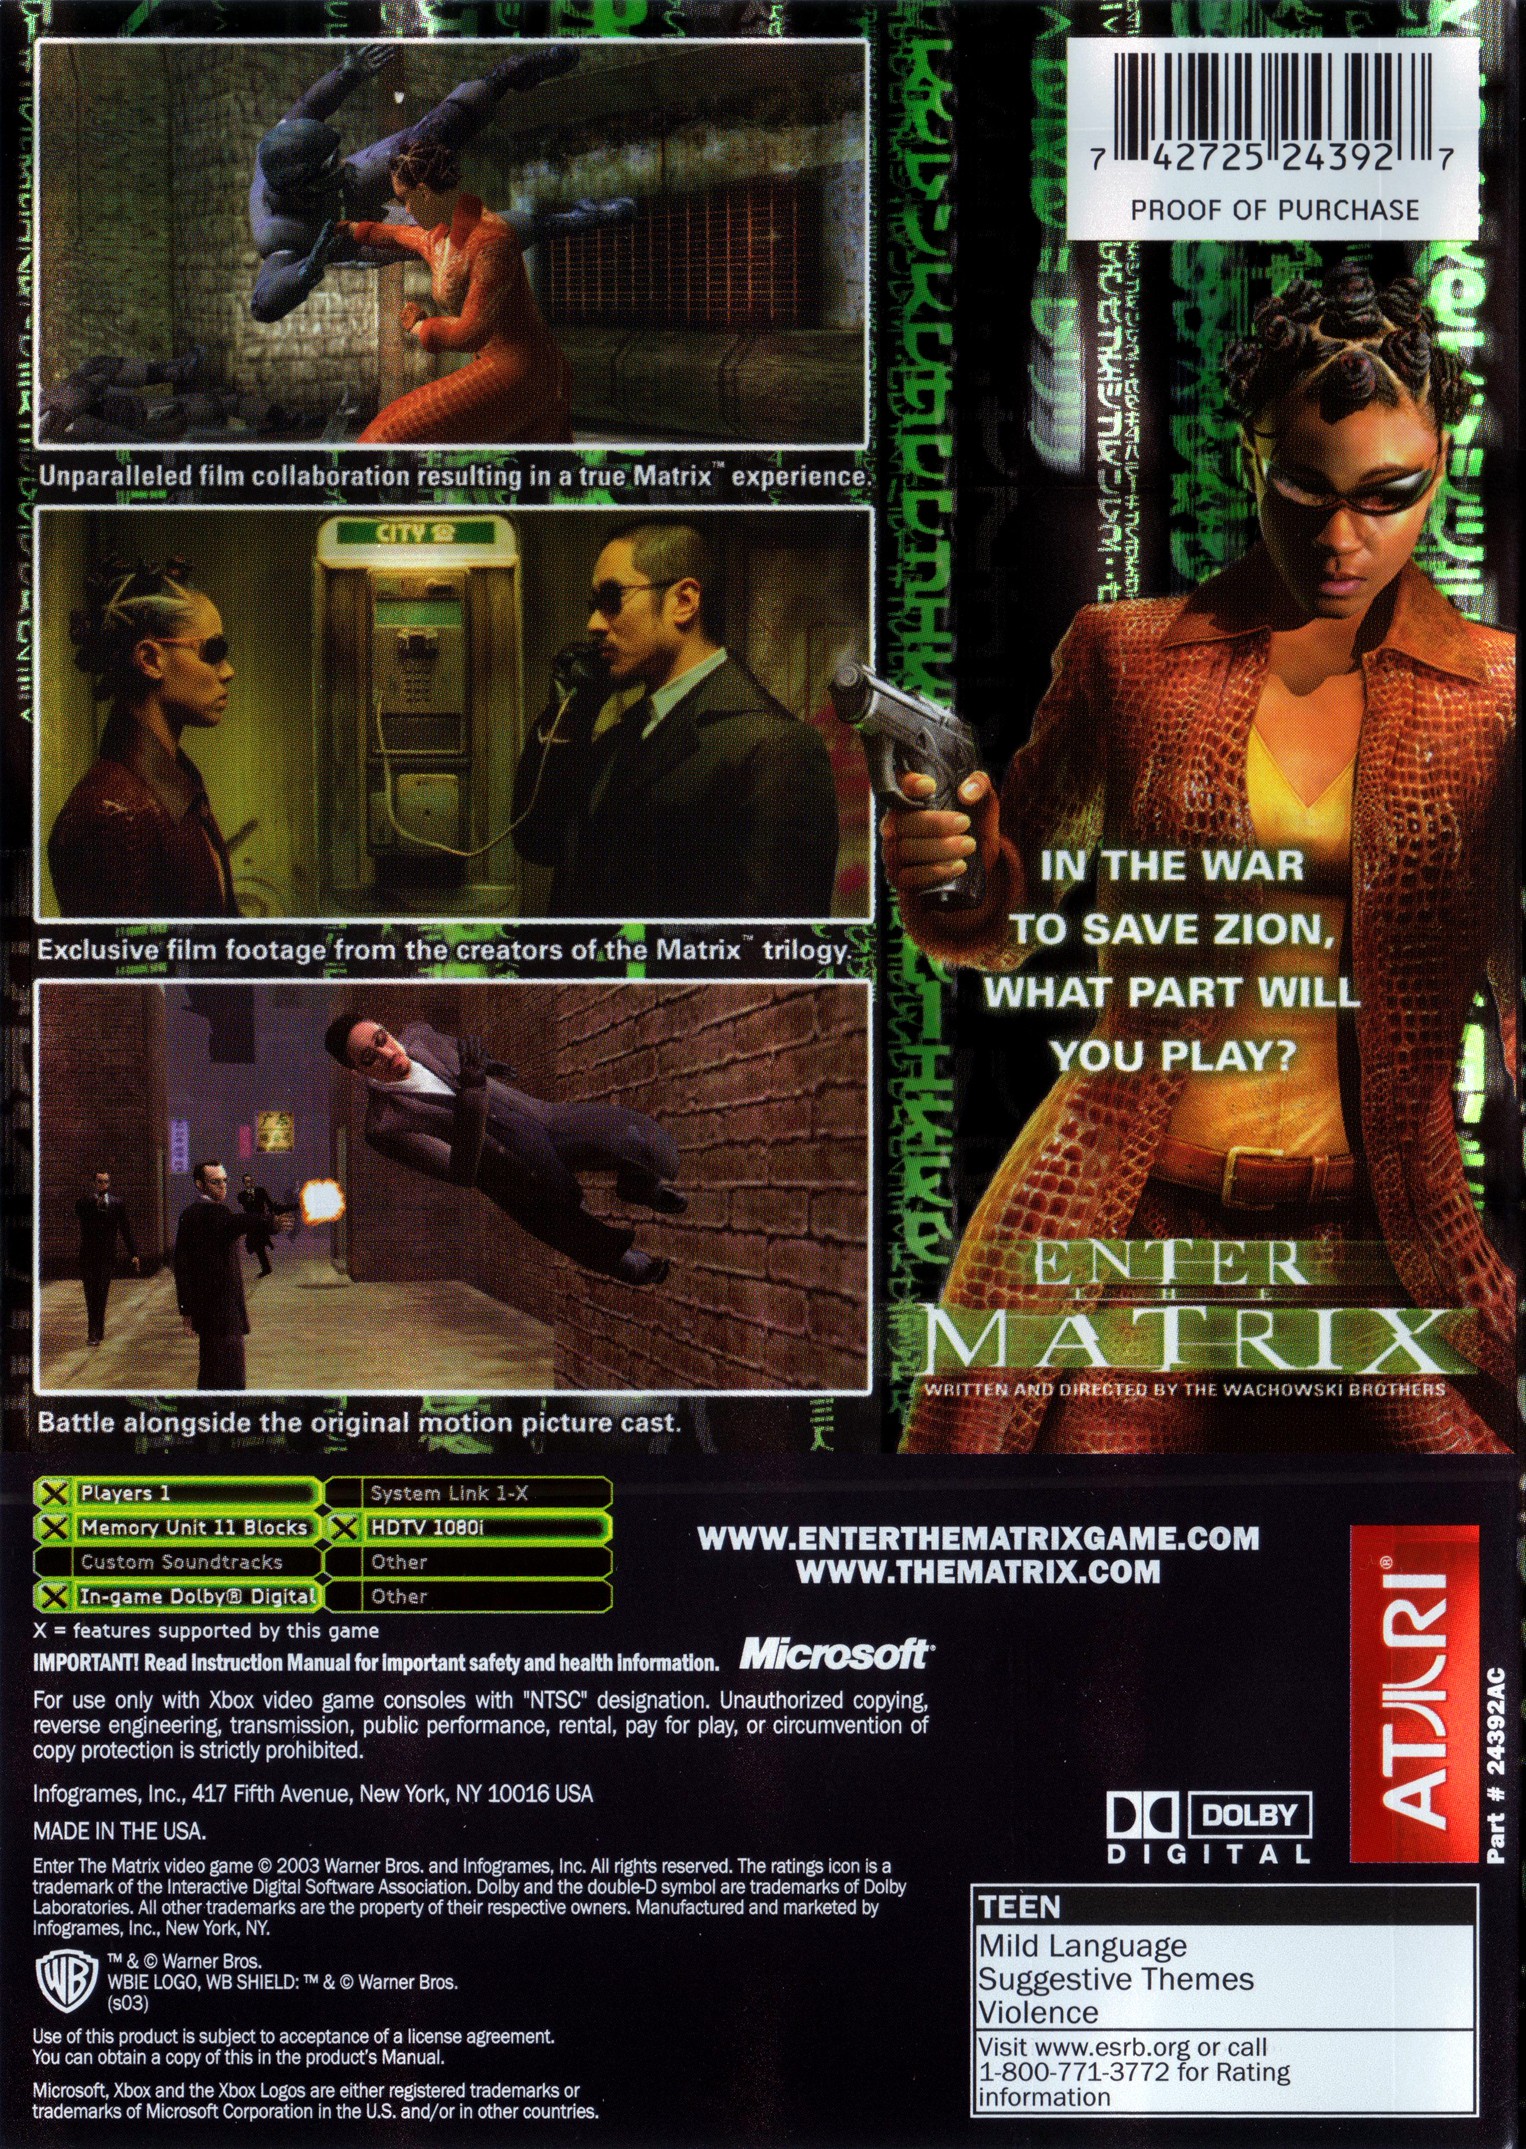 7 42725 24392 7
PROOF OF PURCHASE
Unparalleled film collaboration resulting in a true Matrix™ experience.
CITY
Exclusive film footage from the creators of the Matrix™ trilogy.
IN THE WAR
TO SAVE ZION,
WHAT PART WILL
YOU PLAY?
ENTER
THE
MATRIX
WRITTEN AND DIRECTED BY THE WACHOWSKI BROTHERS
Battle alongside the original motion picture cast.
X Players 1
System Link 1-X
X Memory Unit 11 Blocks
X HDTV 1080i
Custom Soundtracks
Other
X In-game Dolby® Digital
Other
X = features supported by this game
IMPORTANT! Read Instruction Manual for important safety and health information.
Microsoft®
WWW.ENTERTHEMATRIXGAME.COM
WWW.THEMATRIX.COM
ATARI®
Part # 24392AC
For use only with Xbox video game consoles with "NTSC" designation. Unauthorized copying,
reverse engineering, transmission, public performance, rental, pay for play, or circumvention of
copy protection is strictly prohibited.
Infogrames, Inc., 417 Fifth Avenue, New York, NY 10016 USA
MADE IN THE USA.
Enter The Matrix video game © 2003 Warner Bros. and Infogrames, Inc. All rights reserved. The ratings icon is a
trademark of the Interactive Digital Software Association. Dolby and the double-D symbol are trademarks of Dolby
Laboratories. All other trademarks are the property of their respective owners. Manufactured and marketed by
Infogrames, Inc., New York, NY.
WB
™ & © Warner Bros.
WBIE LOGO, WB SHIELD: ™ & © Warner Bros.
(s03)
Use of this product is subject to acceptance of a license agreement.
You can obtain a copy of this in the product's Manual.
Microsoft, Xbox and the Xbox Logos are either registered trademarks or
trademarks of Microsoft Corporation in the U.S. and/or in other countries.
DOLBY
DIGITAL
TEEN
Mild Language
Suggestive Themes
Violence
Visit www.esrb.org or call
1-800-771-3772 for Rating
information